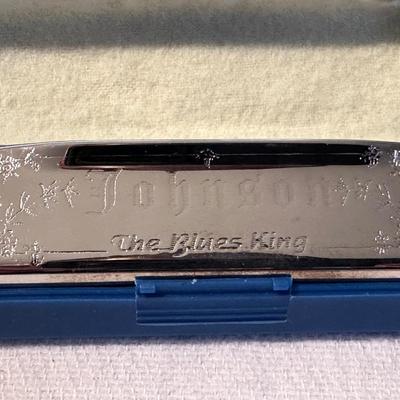 Johnson
The Blues King